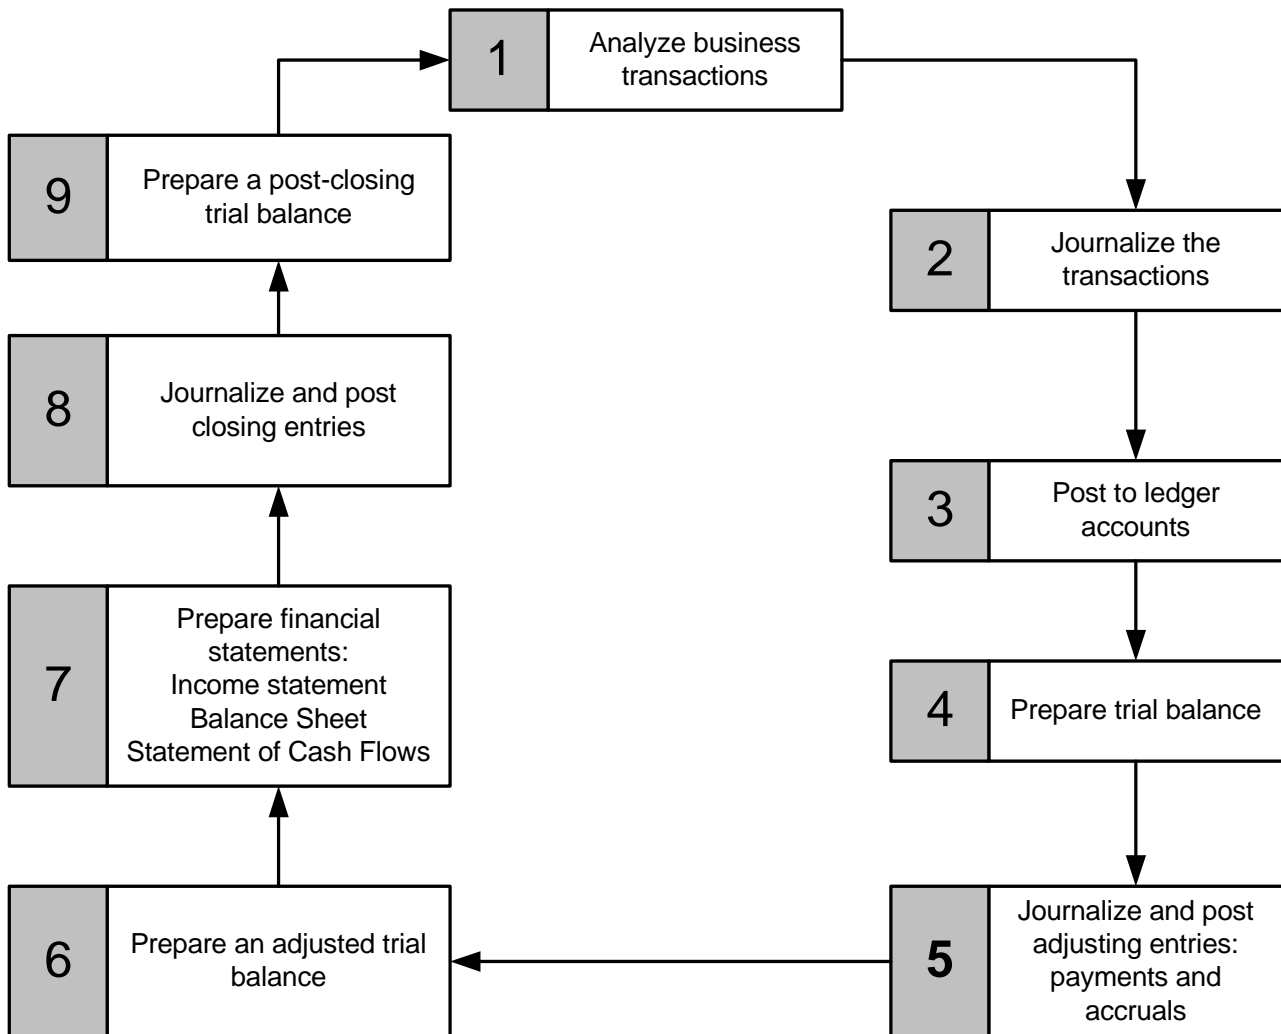 1
Analyze business
transactions
2
Journalize the
transactions
3
Post to ledger
accounts
4
Prepare trial balance
5
Journalize and post
adjusting entries:
payments and
accruals
6
Prepare an adjusted trial
balance
7
Prepare financial
statements:
Income statement
Balance Sheet
Statement of Cash Flows
8
Journalize and post
closing entries
9
Prepare a post-closing
trial balance